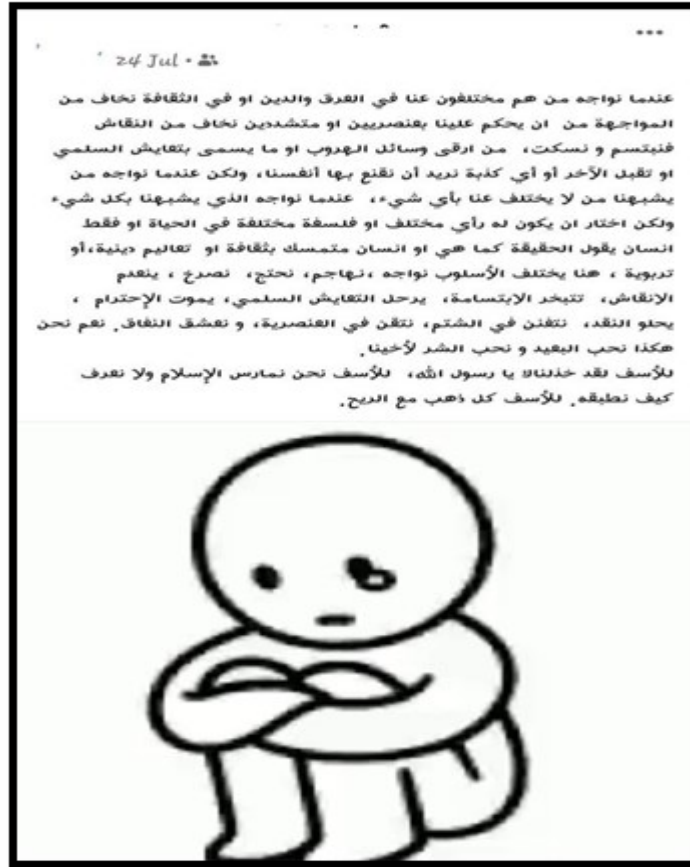 24 Jul
عندما نواجه من هم مختلفون عنا في العرق والدين او في الثقافة نخاف من
المواجهة من ان يحكم علينا بعنصريين او متشددين نخاف من النقاش
فنبتسم و نسكت، من ارقى وسائل الهروب او ما يسمى بتعايش السلمي
او تقبل الآخر أو أي كذبة نريد أن نقنع بها أنفسنا، ولكن عندما نواجه من
يشبهنا من لا يختلف عنا بأي شيء، عندما نواجه الذي يشبهنا بكل شيء
ولكن اختار ان يكون له رأي مختلف او فلسفة مختلفة في الحياة او فقط
انسان يقول الحقيقة كما هي او انسان متمسك بثقافة او تعاليم دينية،أو
تربوية ، هنا يختلف الأسلوب نواجه ،نهاجم، نحتج، نصرخ ، ينعدم
الانقاش، تتبخر الابتسامة، يرحل التعايش السلمي، يموت الإحترام ،
يحلو النقد، نتفنن في الشتم، نتقن في العنصرية، و نعشق النفاق. نعم نحن
هكذا نحب البعيد و نحب الشر لأخينا.
للأسف لقد خذلناك يا رسول الله، للأسف نحن نمارس الإسلام ولا نعرف
كيف نطبقه. للأسف كل ذهب مع الريح.